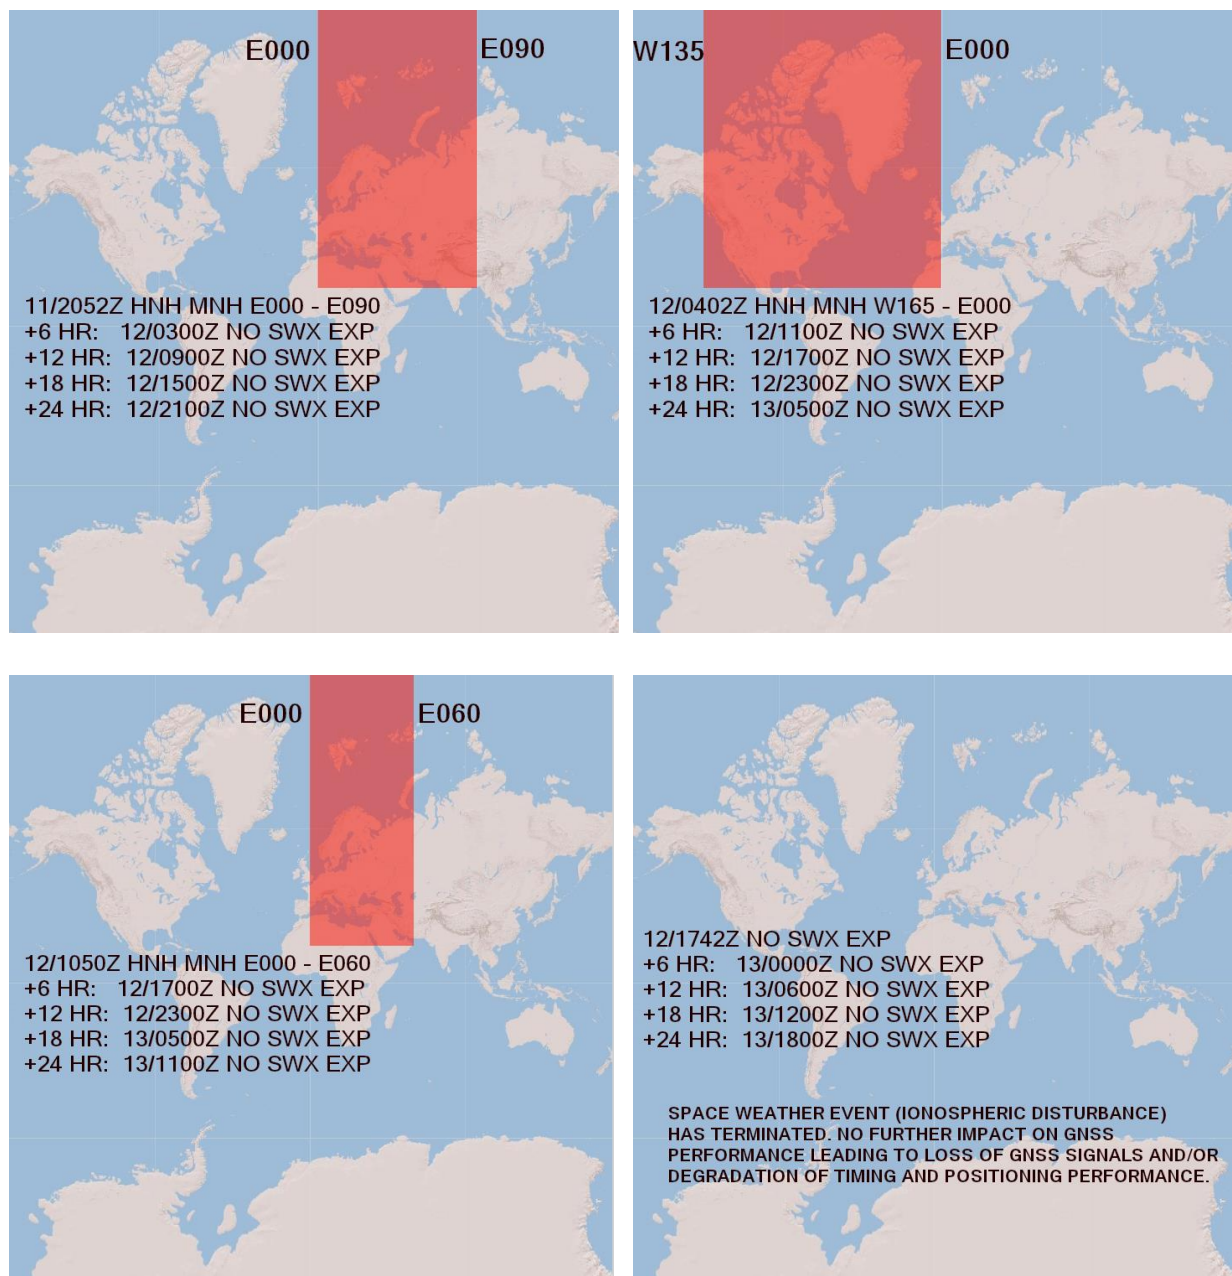 E000 E090
11/2052Z HNH MNH E000 - E090
+6 HR: 12/0300Z NO SWX EXP
+12 HR: 12/0900Z NO SWX EXP
+18 HR: 12/1500Z NO SWX EXP
+24 HR: 12/2100Z NO SWX EXP
W135 E000
12/0402Z HNH MNH W165 - E000
+6 HR: 12/1100Z NO SWX EXP
+12 HR: 12/1700Z NO SWX EXP
+18 HR: 12/2300Z NO SWX EXP
+24 HR: 13/0500Z NO SWX EXP
E000 E060
12/1050Z HNH MNH E000 - E060
+6 HR: 12/1700Z NO SWX EXP
+12 HR: 12/2300Z NO SWX EXP
+18 HR: 13/0500Z NO SWX EXP
+24 HR: 13/1100Z NO SWX EXP
12/1742Z NO SWX EXP
+6 HR: 13/0000Z NO SWX EXP
+12 HR: 13/0600Z NO SWX EXP
+18 HR: 13/1200Z NO SWX EXP
+24 HR: 13/1800Z NO SWX EXP
SPACE WEATHER EVENT (IONOSPHERIC DISTURBANCE)
HAS TERMINATED. NO FURTHER IMPACT ON GNSS
PERFORMANCE LEADING TO LOSS OF GNSS SIGNALS AND/OR
DEGRADATION OF TIMING AND POSITIONING PERFORMANCE.